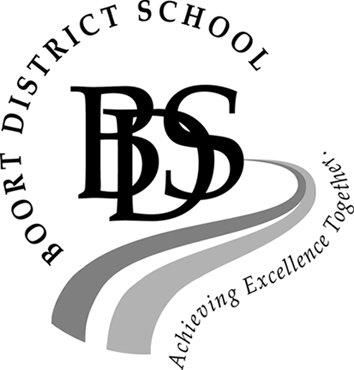 BOORT DISTRICT SCHOOL
BDS
Achieving Excellence Together.